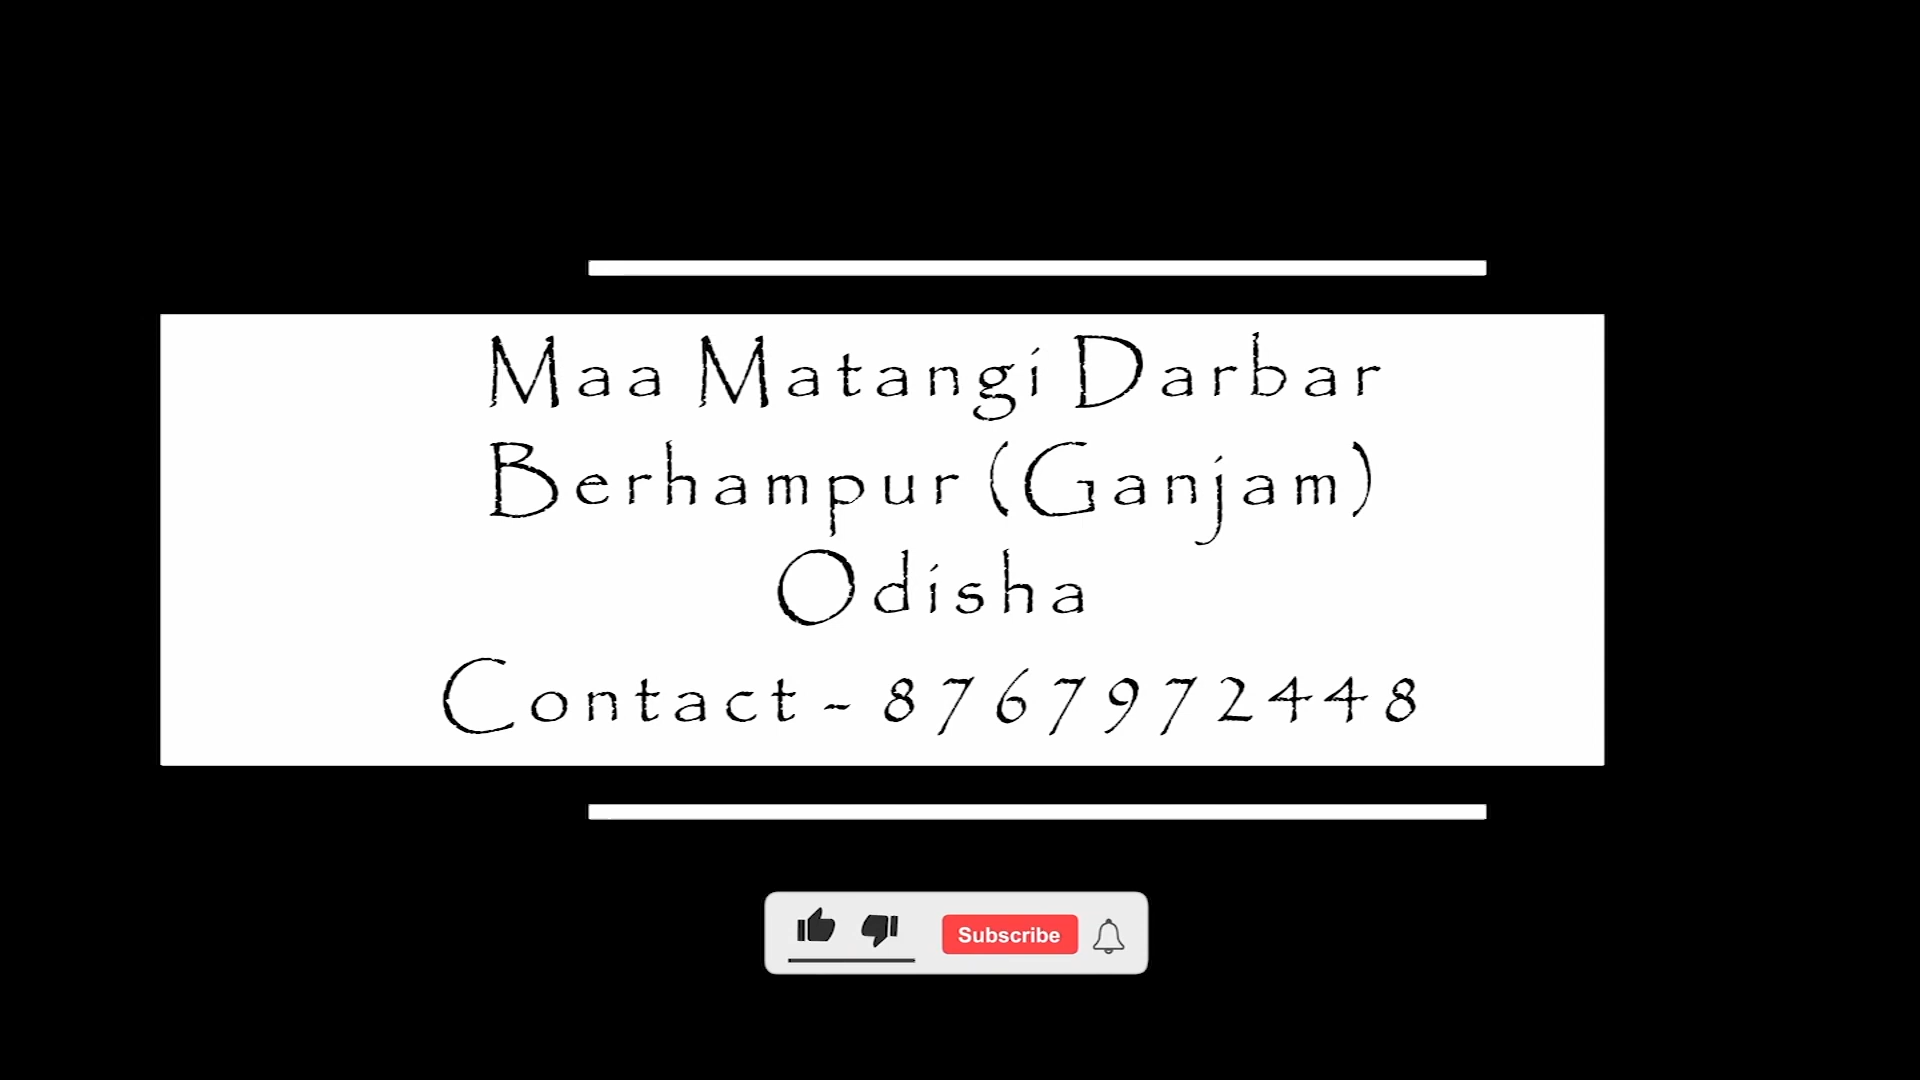 Maa Matangi Darbar
Berhampur (Ganjam)
Odisha
Contact - 8767972448
Subscribe